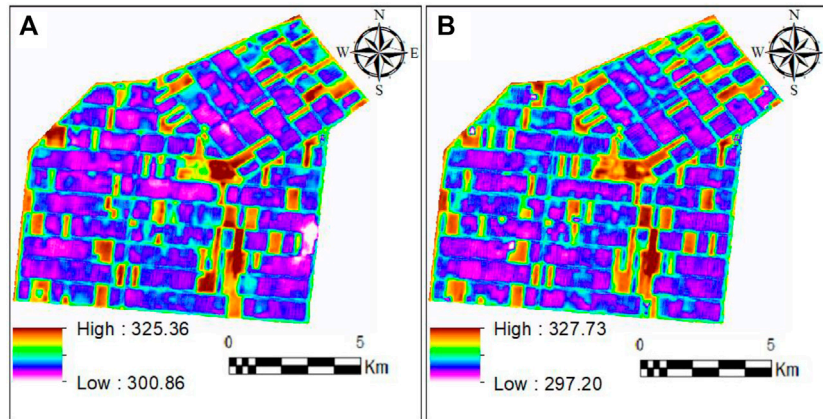 A
N
W
E
S
High : 325.36
Low : 300.86
0
5
Km
B
N
W
E
S
High : 327.73
Low : 297.20
0
5
Km